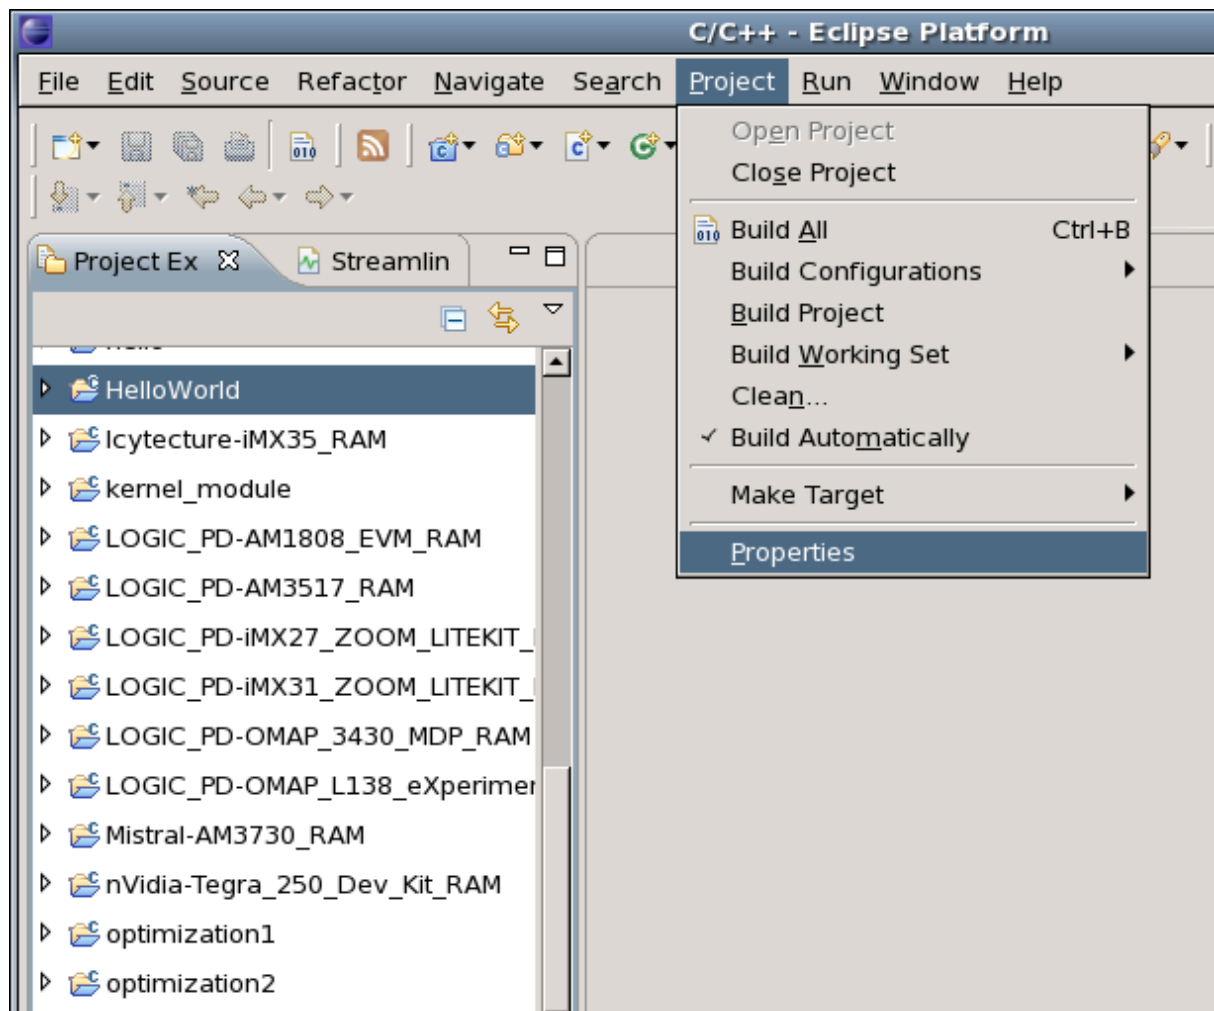 C/C++ - Eclipse Platform
File Edit Source Refactor Navigate Search Project Run Window Help
Open Project
Close Project
010 Build All Ctrl+B
Build Configurations
Build Project
Build Working Set
Clean...
Build Automatically
Make Target
Properties
010
Project Ex Streamlin
HelloWorld
Icytecture-iMX35_RAM
kernel_module
LOGIC_PD-AM1808_EVM_RAM
LOGIC_PD-AM3517_RAM
LOGIC_PD-iMX27_ZOOM_LITEKIT_
LOGIC_PD-iMX31_ZOOM_LITEKIT_
LOGIC_PD-OMAP_3430_MDP_RAM
LOGIC_PD-OMAP_L138_eXperimer
Mistral-AM3730_RAM
nVidia-Tegra_250_Dev_Kit_RAM
optimization1
optimization2